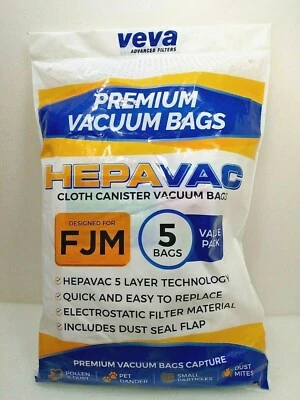 veva
ADVANCED FILTERS
PREMIUM
VACUUM BAGS
HEPAVAC
CLOTH CANISTER VACUUM BAGS
DESIGNED FOR
FJM
5
BAGS
VALUE
PACK
HEPAVAC 5 LAYER TECHNOLOGY
QUICK AND EASY TO REPLACE
ELECTROSTATIC FILTER MATERIAL
INCLUDES DUST SEAL FLAP
PREMIUM VACUUM BAGS CAPTURE
POLLEN
& DUST
PET
DANDER
SMALL
PARTICLES
DUST
MITES